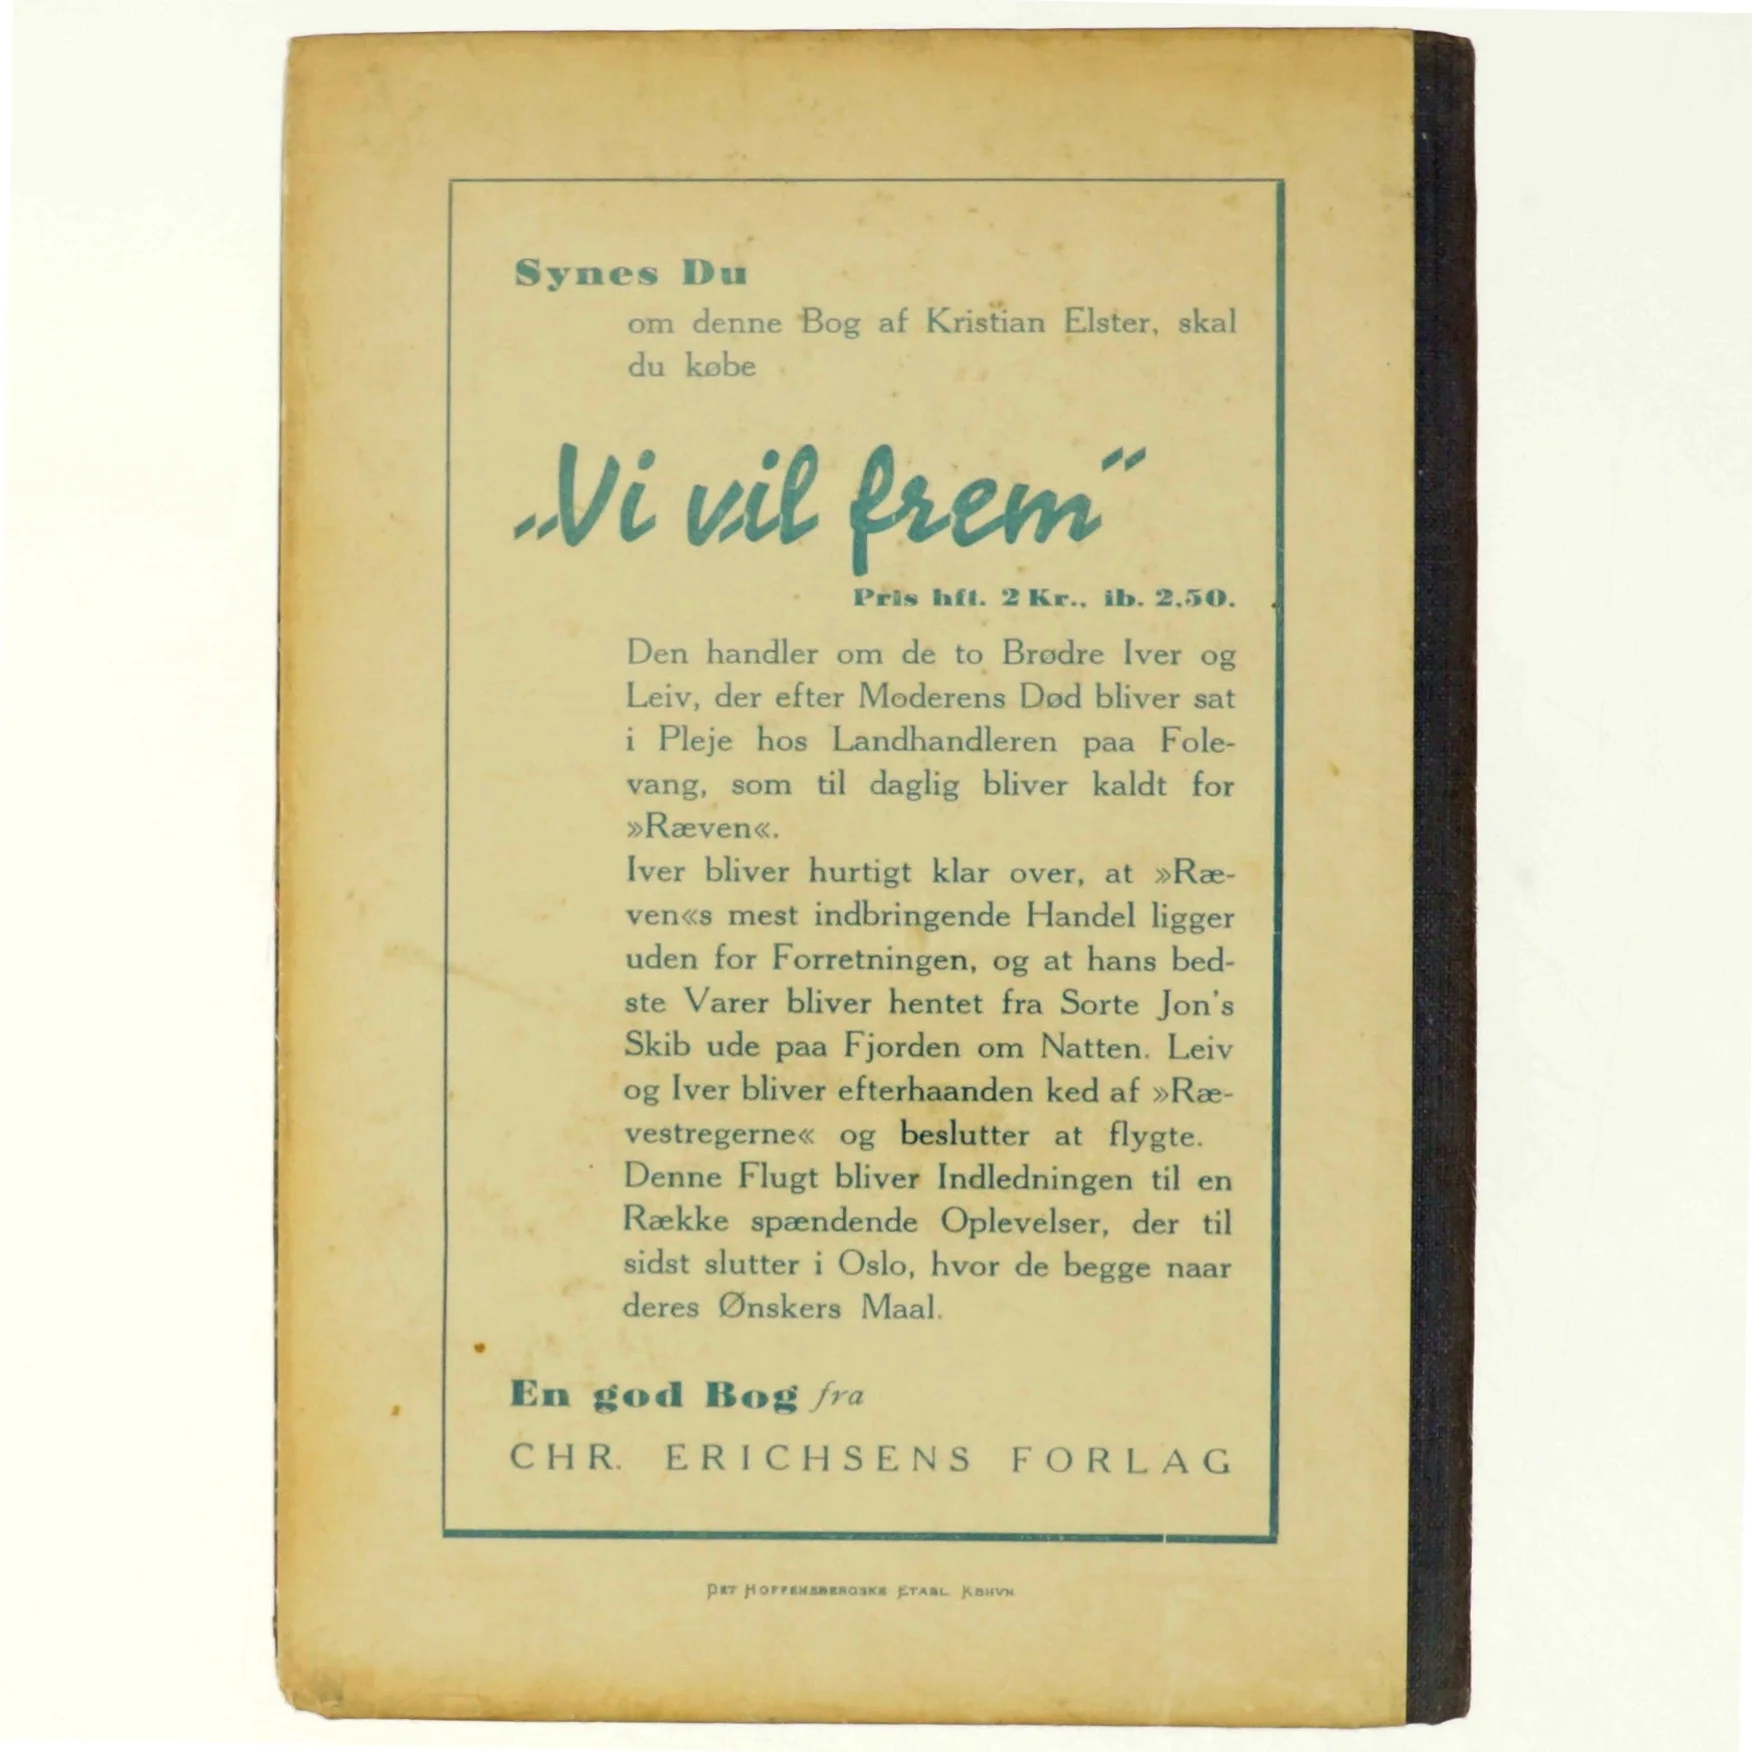 Synes Du
om denne Bog af Kristian Elster, skal
du købe
„Vi vil frem“
Pris hft. 2 Kr., ib. 2,50.
Den handler om de to Brødre Iver og
Leiv, der efter Moderens Død bliver sat
i Pleje hos Landhandleren paa Fole-
vang, som til daglig bliver kaldt for
»Ræven«.
Iver bliver hurtigt klar over, at »Ræ-
ven«s mest indbringende Handel ligger
uden for Forretningen, og at hans bed-
ste Varer bliver hentet fra Sorte Jon's
Skib ude paa Fjorden om Natten. Leiv
og Iver bliver efterhaanden ked af »Ræ-
vestregerne« og beslutter at flygte.
Denne Flugt bliver Indledningen til en
Række spændende Oplevelser, der til
sidst slutter i Oslo, hvor de begge naar
deres Ønskers Maal.
En god Bog fra
CHR. ERICHSENS FORLAG
DET HOFFENSBERGSKE ETABL. KBHVN